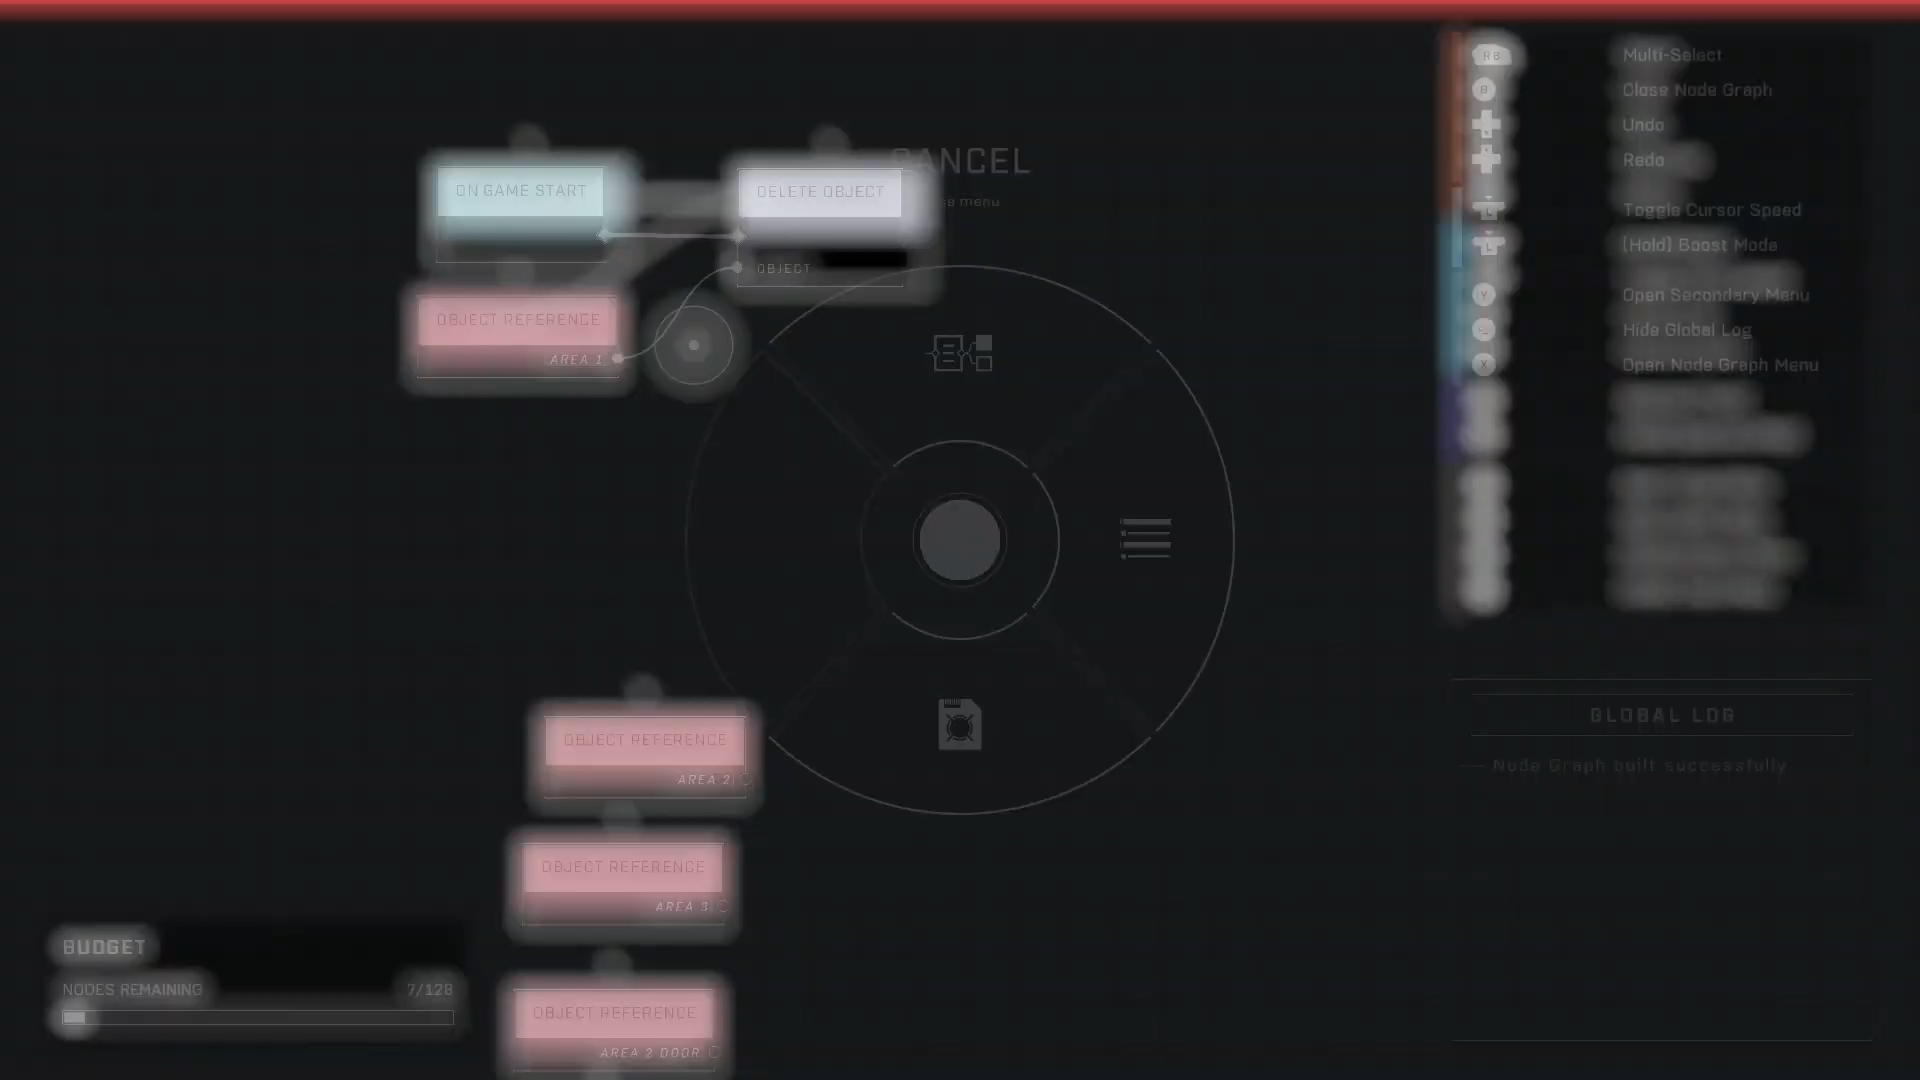 RB
Multi-Select
B
Close Node Graph
Undo
Redo
L
Toggle Cursor Speed
L
[Hold] Boost Mode
Y
Open Secondary Menu
Hide Global Log
X
Open Node Graph Menu
CANCEL
menu
ON GAME START
DELETE OBJECT
OBJECT
OBJECT REFERENCE
AREA 1
OBJECT REFERENCE
AREA 2
OBJECT REFERENCE
AREA 3
OBJECT REFERENCE
AREA 2 DOOR
GLOBAL LOG
Node Graph built successfully
BUDGET
NODES REMAINING
7/128